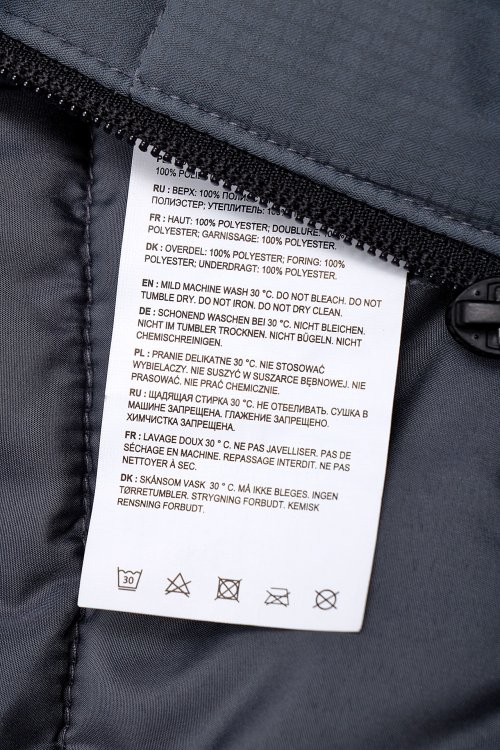 100% POLI
RU : ВЕРХ: 100% ПОЛИ
ПОЛИЭСТЕР; УТЕПЛИТЕЛЬ: 100%
FR : HAUT: 100% POLYESTER; DOUBLURE: 100%
POLYESTER; GARNISSAGE: 100% POLYESTER.
DK : OVERDEL: 100% POLYESTER; FORING: 100%
POLYESTER; UNDERDRAGT: 100% POLYESTER.
EN : MILD MACHINE WASH 30 °C. DO NOT BLEACH. DO NOT
TUMBLE DRY. DO NOT IRON. DO NOT DRY CLEAN.
DE : SCHONEND WASCHEN BEI 30 °C. NICHT BLEICHEN.
NICHT IM TUMBLER TROCKNEN. NICHT BÜGELN. NICHT
CHEMISCHREINIGEN.
PL : PRANIE DELIKATNE 30 °C. NIE STOSOWAĆ
WYBIELACZY. NIE SUSZYĆ W SUSZARCE BĘBNOWEJ. NIE
PRASOWAĆ. NIE PRAĆ CHEMICZNIE.
RU : ЩАДЯЩАЯ СТИРКА 30 °C. НЕ ОТБЕЛИВАТЬ. СУШКА В
МАШИНЕ ЗАПРЕЩЕНА. ГЛАЖЕНИЕ ЗАПРЕЩЕНО.
ХИМЧИСТКА ЗАПРЕЩЕНА.
FR : LAVAGE DOUX 30 °C. NE PAS JAVELLISER. PAS DE
SÉCHAGE EN MACHINE. REPASSAGE INTERDIT. NE PAS
NETTOYER À SEC.
DK : SKÅNSOM VASK 30 °C. MÅ IKKE BLEGES. INGEN
TØRRETUMBLER. STRYGNING FORBUDT. KEMISK
RENSNING FORBUDT.
30